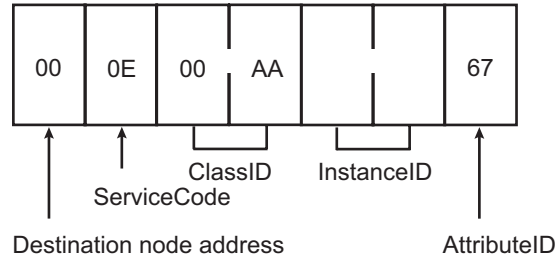 00 0E 00 AA 67
ClassID InstanceID
ServiceCode
Destination node address AttributeID